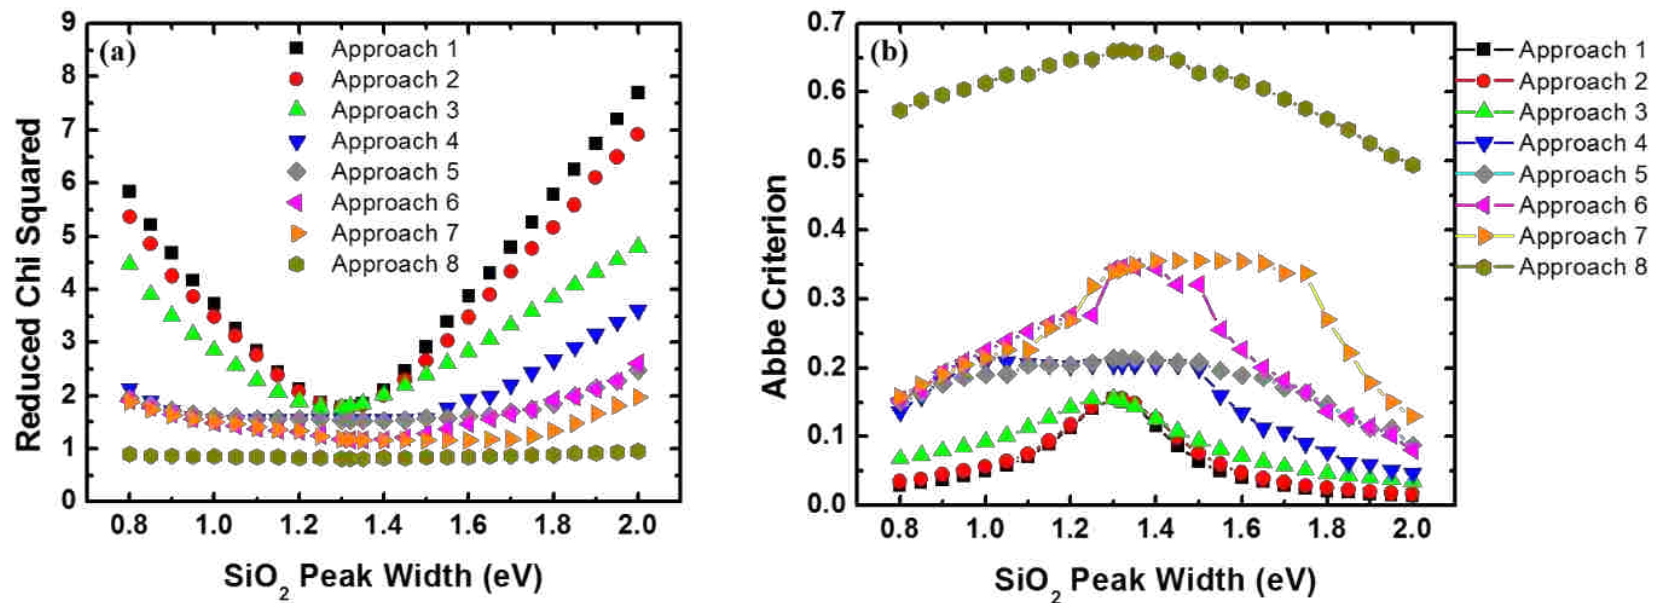 (a)
Reduced Chi Squared
9
8
7
6
5
4
3
2
1
0
Approach 1
Approach 2
Approach 3
Approach 4
Approach 5
Approach 6
Approach 7
Approach 8
0.8 1.0 1.2 1.4 1.6 1.8 2.0
SiO₂ Peak Width (eV)
(b)
Abbe Criterion
0.7
0.6
0.5
0.4
0.3
0.2
0.1
0.0
Approach 1
Approach 2
Approach 3
Approach 4
Approach 5
Approach 6
Approach 7
Approach 8
0.8 1.0 1.2 1.4 1.6 1.8 2.0
SiO₂ Peak Width (eV)